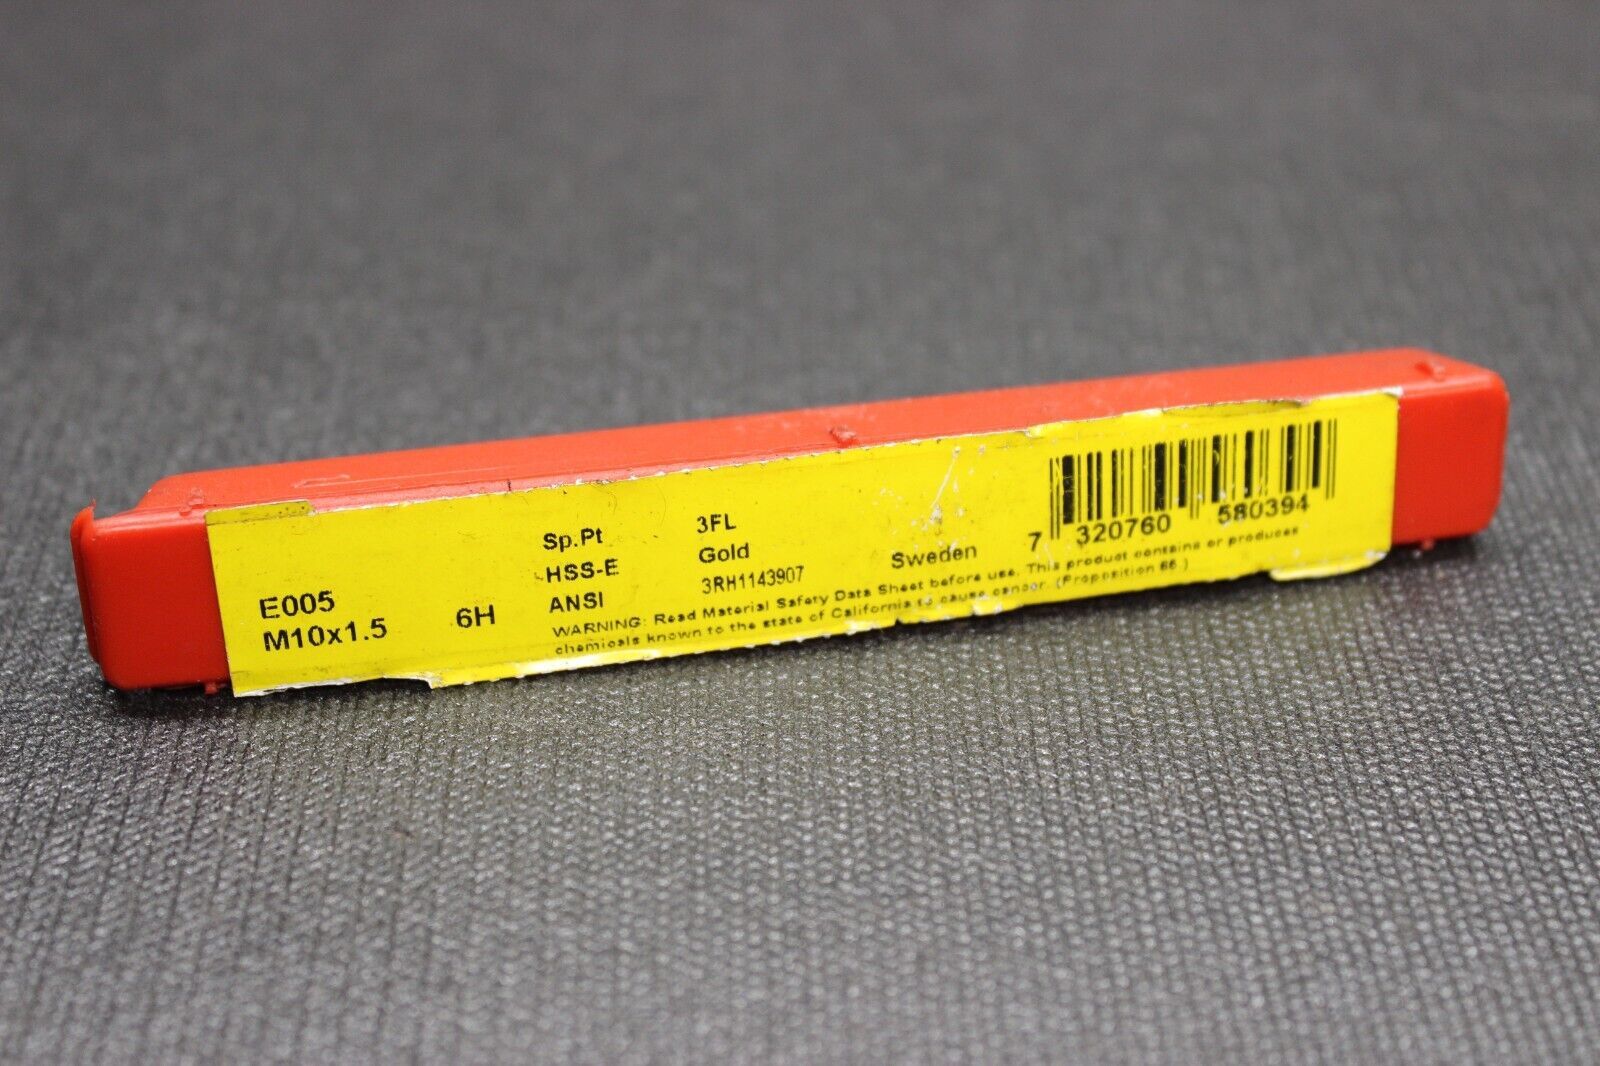 E005
M10x1.5
6H
Sp.Pt
HSS-E
ANSI
3FL
Gold
3RH1143907
Sweden
7 320760 580394
WARNING: Read Material Safety Data Sheet before use. This product contains or produces
chemicals known to the state of California to cause cancer. (Proposition 65 )